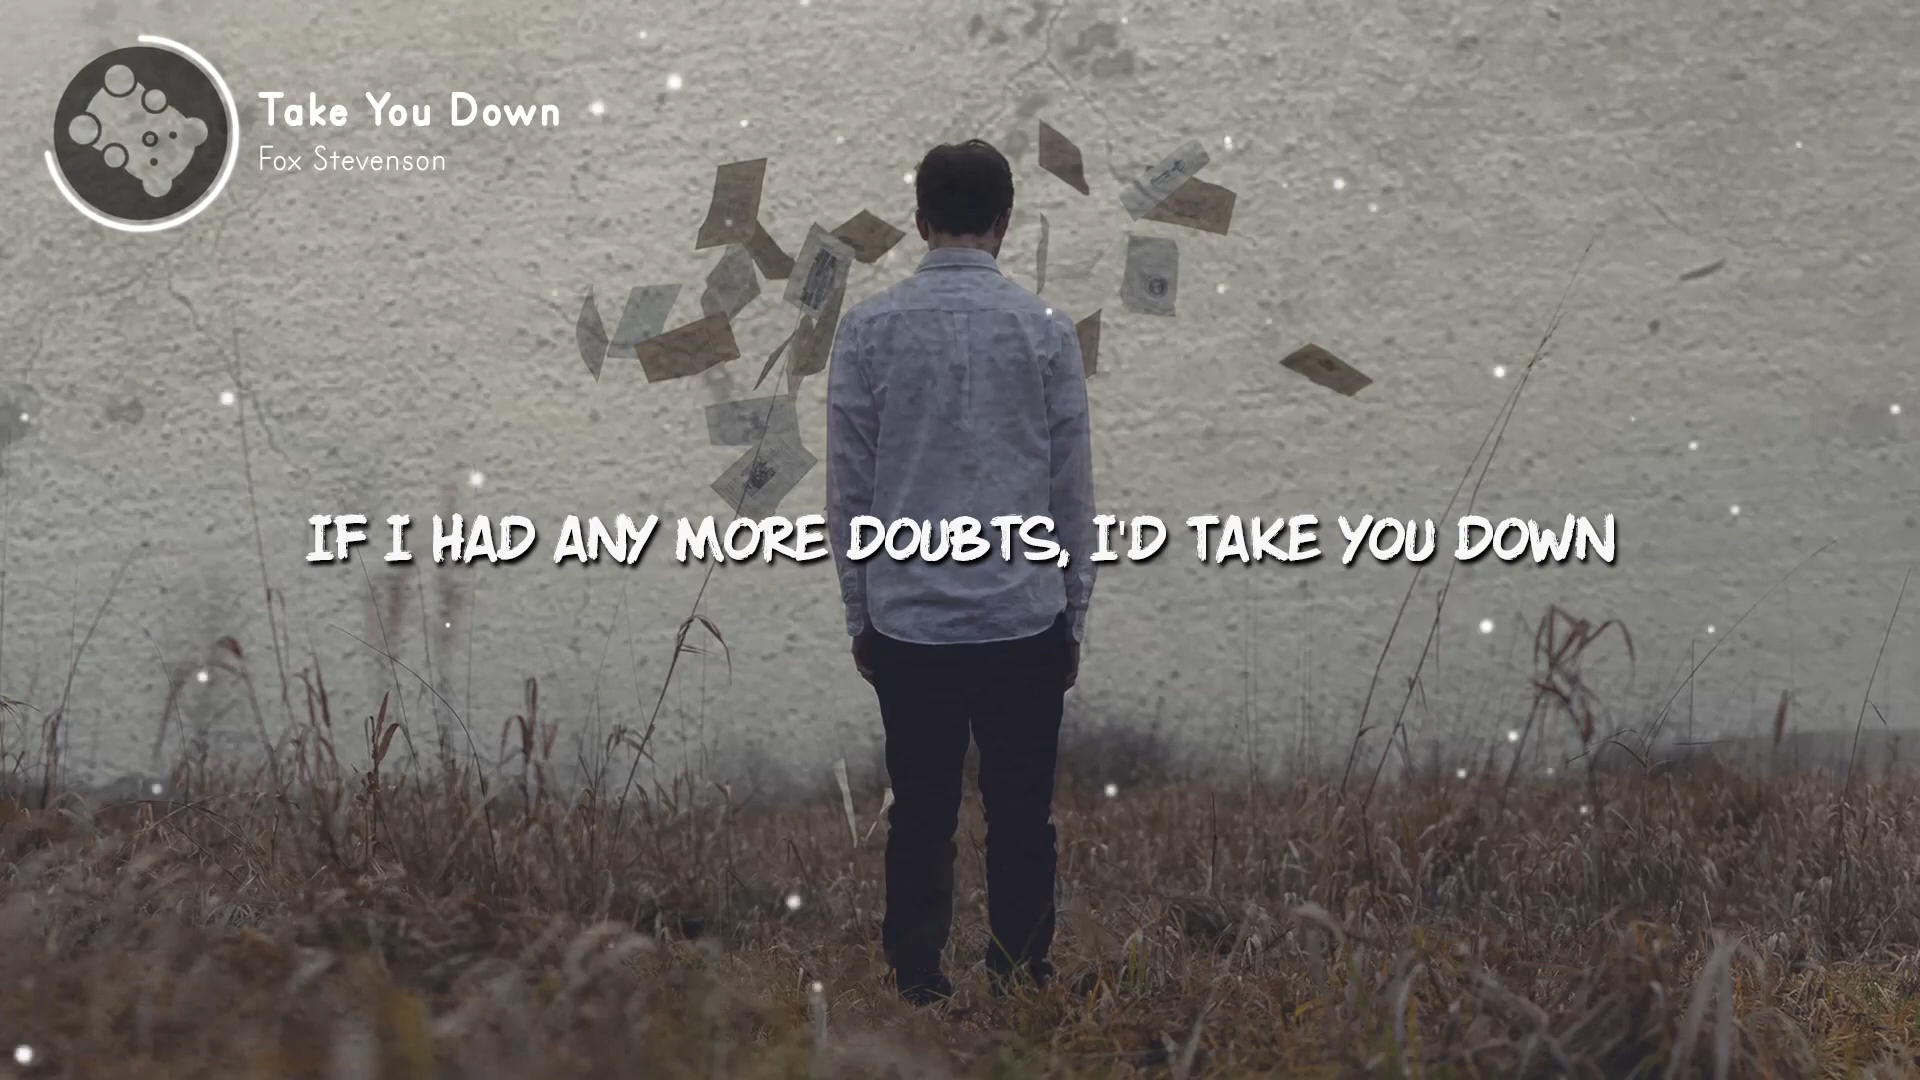 Take You Down
Fox Stevenson
IF I HAD ANY MORE DOUBTS, I'D TAKE YOU DOWN